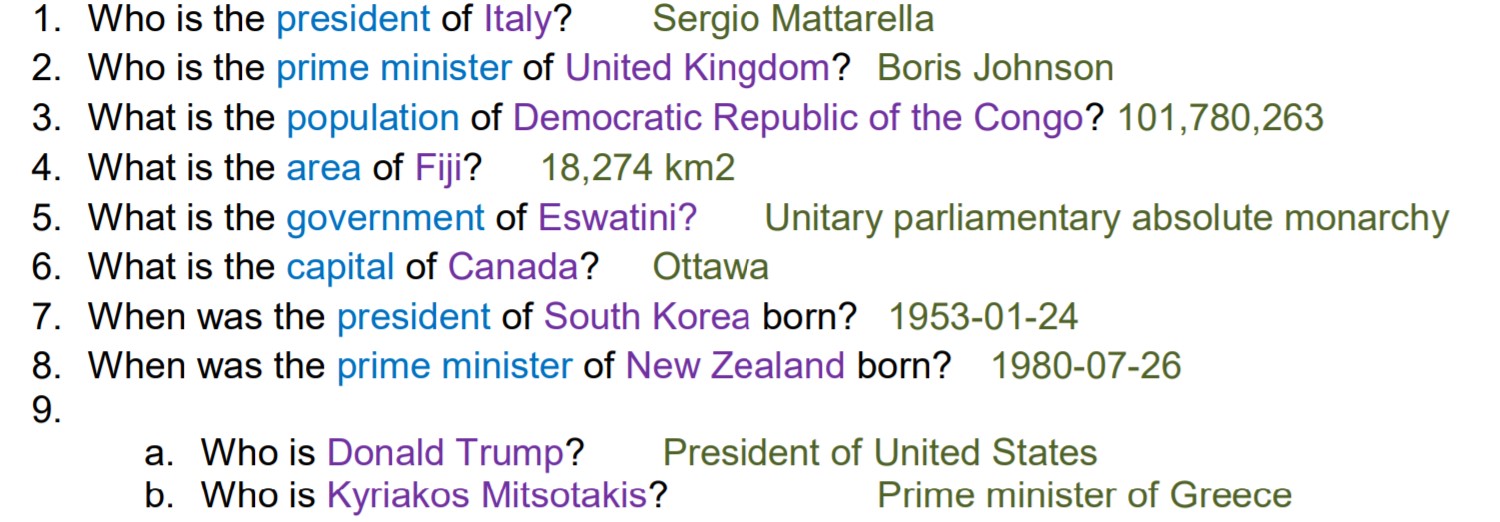 1. Who is the president of Italy? Sergio Mattarella
2. Who is the prime minister of United Kingdom? Boris Johnson
3. What is the population of Democratic Republic of the Congo? 101,780,263
4. What is the area of Fiji? 18,274 km2
5. What is the government of Eswatini? Unitary parliamentary absolute monarchy
6. What is the capital of Canada? Ottawa
7. When was the president of South Korea born? 1953-01-24
8. When was the prime minister of New Zealand born? 1980-07-26
9.
a. Who is Donald Trump? President of United States
b. Who is Kyriakos Mitsotakis? Prime minister of Greece